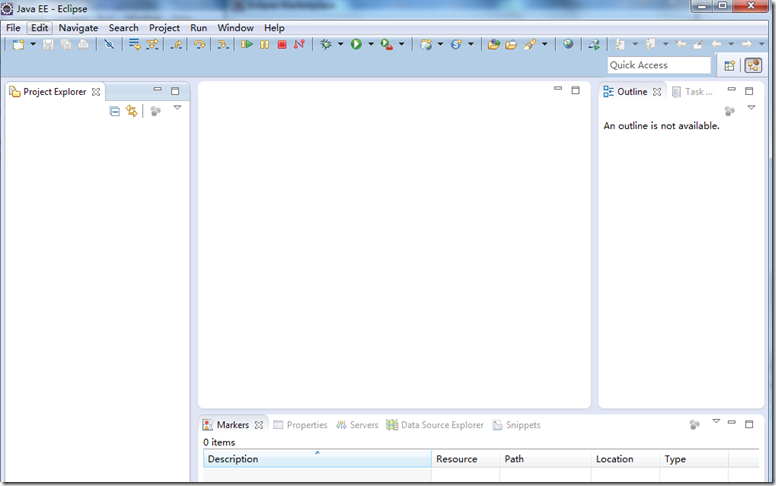 Java EE - Eclipse
File Edit Navigate Search Project Run Window Help
Quick Access
Project Explorer
Outline Task ...
An outline is not available.
Markers Properties Servers Data Source Explorer Snippets
0 items
Description Resource Path Location Type